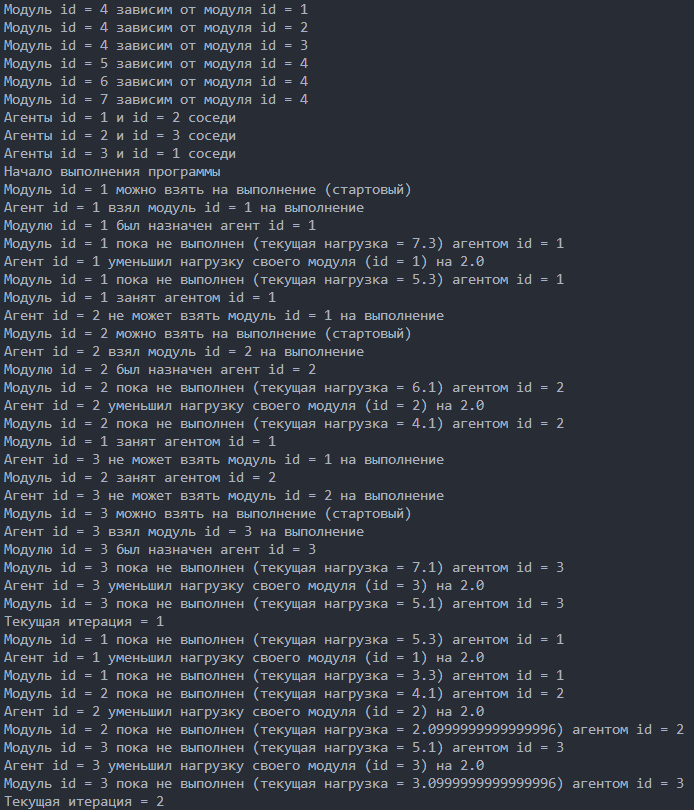 Модуль id = 4 зависим от модуля id = 1
Модуль id = 4 зависим от модуля id = 2
Модуль id = 4 зависим от модуля id = 3
Модуль id = 5 зависим от модуля id = 4
Модуль id = 6 зависим от модуля id = 4
Модуль id = 7 зависим от модуля id = 4
Агенты id = 1 и id = 2 соседи
Агенты id = 2 и id = 3 соседи
Агенты id = 3 и id = 1 соседи
Начало выполнения программы
Модуль id = 1 можно взять на выполнение (стартовый)
Агент id = 1 взял модуль id = 1 на выполнение
Модулю id = 1 был назначен агент id = 1
Модуль id = 1 пока не выполнен (текущая нагрузка = 7.3) агентом id = 1
Агент id = 1 уменьшил нагрузку своего модуля (id = 1) на 2.0
Модуль id = 1 пока не выполнен (текущая нагрузка = 5.3) агентом id = 1
Модуль id = 1 занят агентом id = 1
Агент id = 2 не может взять модуль id = 1 на выполнение
Модуль id = 2 можно взять на выполнение (стартовый)
Агент id = 2 взял модуль id = 2 на выполнение
Модулю id = 2 был назначен агент id = 2
Модуль id = 2 пока не выполнен (текущая нагрузка = 6.1) агентом id = 2
Агент id = 2 уменьшил нагрузку своего модуля (id = 2) на 2.0
Модуль id = 2 пока не выполнен (текущая нагрузка = 4.1) агентом id = 2
Модуль id = 1 занят агентом id = 1
Агент id = 3 не может взять модуль id = 1 на выполнение
Модуль id = 2 занят агентом id = 2
Агент id = 3 не может взять модуль id = 2 на выполнение
Модуль id = 3 можно взять на выполнение (стартовый)
Агент id = 3 взял модуль id = 3 на выполнение
Модулю id = 3 был назначен агент id = 3
Модуль id = 3 пока не выполнен (текущая нагрузка = 7.1) агентом id = 3
Агент id = 3 уменьшил нагрузку своего модуля (id = 3) на 2.0
Модуль id = 3 пока не выполнен (текущая нагрузка = 5.1) агентом id = 3
Текущая итерация = 1
Модуль id = 1 пока не выполнен (текущая нагрузка = 5.3) агентом id = 1
Агент id = 1 уменьшил нагрузку своего модуля (id = 1) на 2.0
Модуль id = 1 пока не выполнен (текущая нагрузка = 3.3) агентом id = 1
Модуль id = 2 пока не выполнен (текущая нагрузка = 4.1) агентом id = 2
Агент id = 2 уменьшил нагрузку своего модуля (id = 2) на 2.0
Модуль id = 2 пока не выполнен (текущая нагрузка = 2.0999999999999996) агентом id = 2
Модуль id = 3 пока не выполнен (текущая нагрузка = 5.1) агентом id = 3
Агент id = 3 уменьшил нагрузку своего модуля (id = 3) на 2.0
Модуль id = 3 пока не выполнен (текущая нагрузка = 3.0999999999999996) агентом id = 3
Текущая итерация = 2